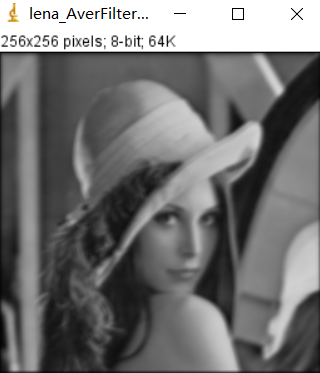 lena_AverFilter...
256x256 pixels; 8-bit; 64K